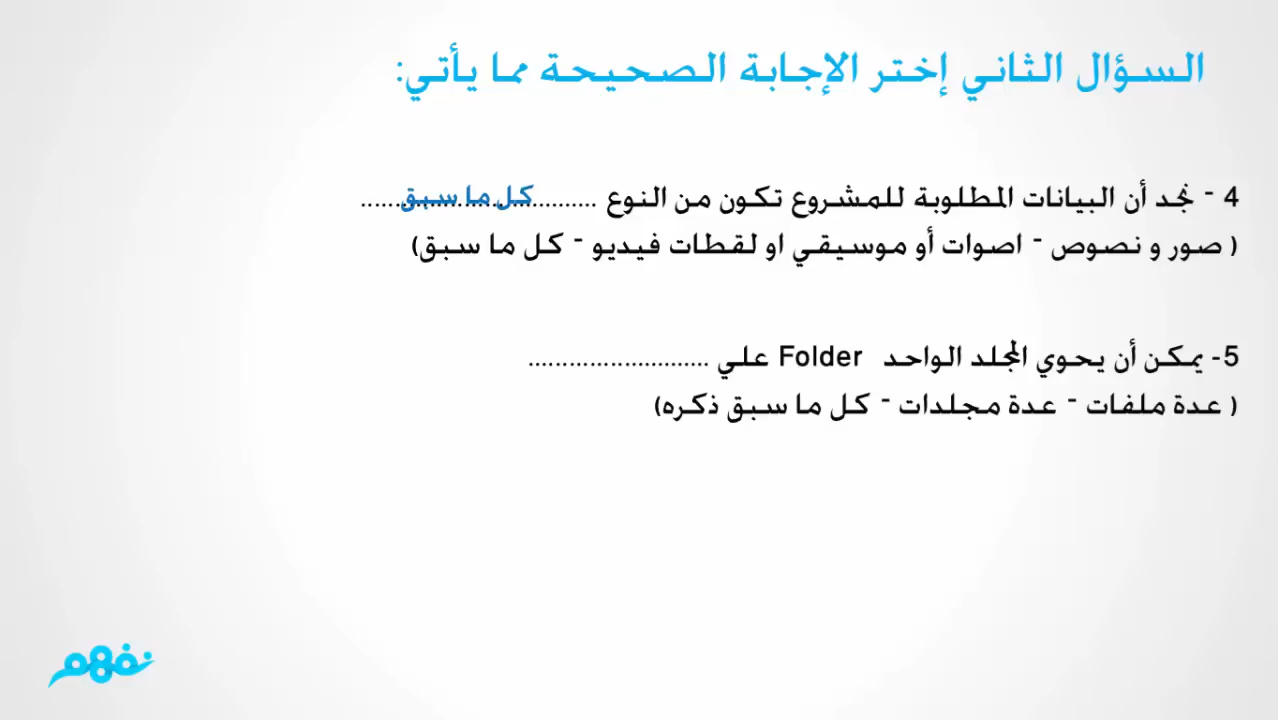 السؤال الثاني إختر الإجابة الصحيحة مما يأتي:
4 - نجد أن البيانات المطلوبة للمشروع تكون من النوع ..........كل ما سبق..........
( صور و نصوص - اصوات أو موسيقي او لقطات فيديو - كل ما سبق)
5- يمكن أن يحوي المجلد الواحد Folder علي ...........................
( عدة ملفات - عدة مجلدات - كل ما سبق ذكره)
نفهم